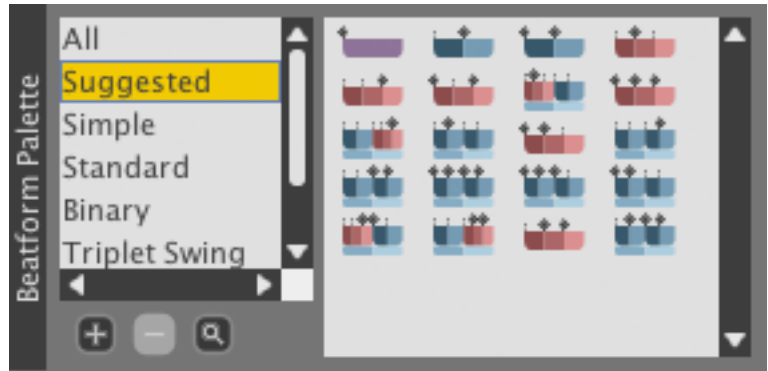 Beatform Palette
All
Suggested
Simple
Standard
Binary
Triplet Swing